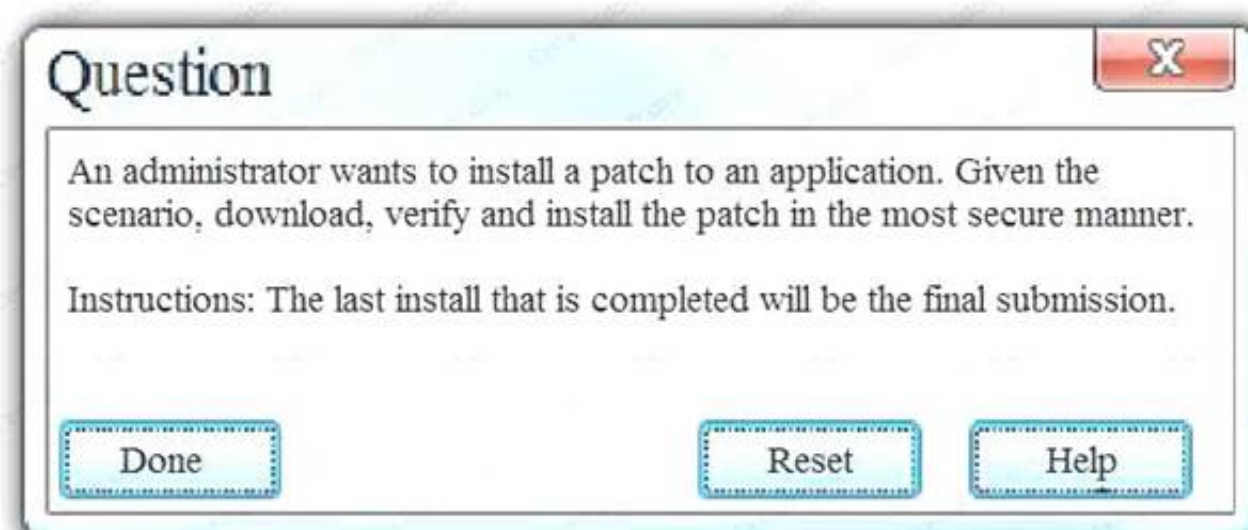 Question
X
An administrator wants to install a patch to an application. Given the
scenario, download, verify and install the patch in the most secure manner.
Instructions: The last install that is completed will be the final submission.
Done
Reset
Help